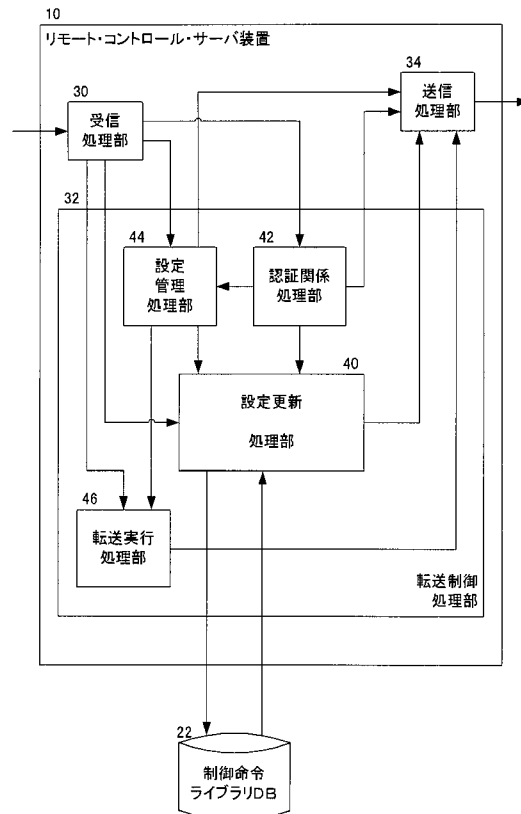 10
リモート・コントロール・サーバ装置
30
受信
処理部
34
送信
処理部
32
44
設定
管理
処理部
42
認証関係
処理部
40
設定更新
処理部
46
転送実行
処理部
転送制御
処理部
22
制御命令
ライブラリDB